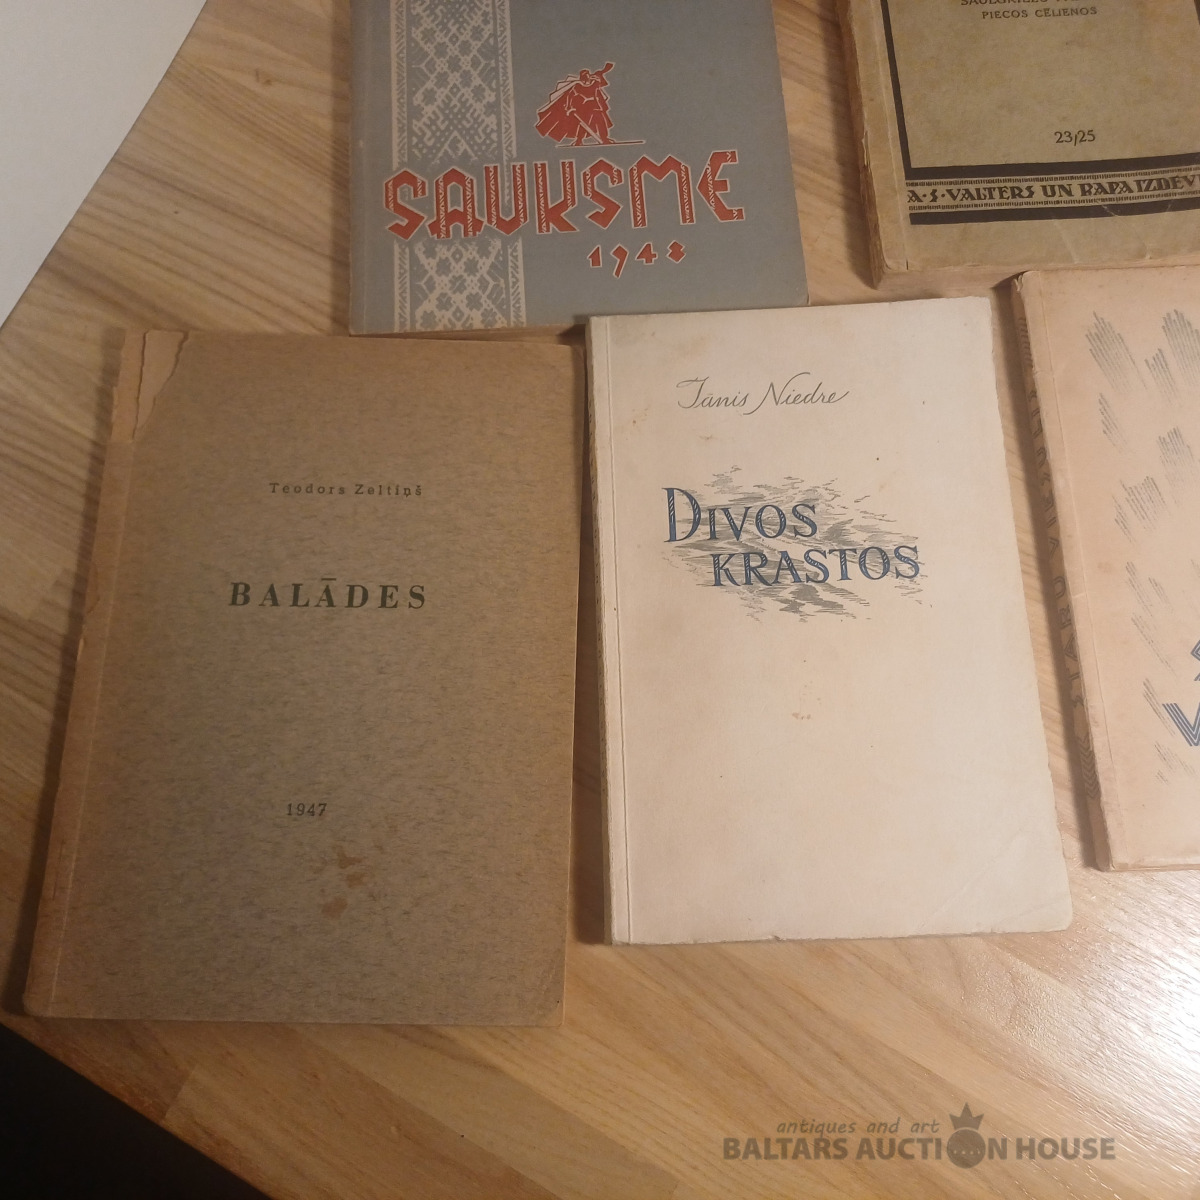 PIECOS CĒLIENOS
23/25
A·S·VALTERS UN RAPA IZDEV
SAUKSME
1948
Jānis Niedre
DIVOS
KRASTOS
Teodors Zeltiņš
BALĀDES
1947
antiques and art
BALTARS AUCTION HOUSE